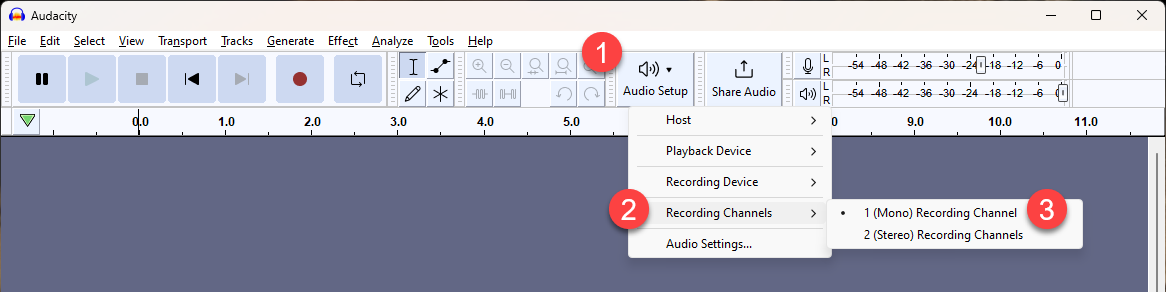 Audacity
File Edit Select View Transport Tracks Generate Effect Analyze Tools Help
1
Audio Setup
Share Audio
L
R
-54 -48 -42 -36 -30 -24 -18 -12 -6 0
L
R
-54 -48 -42 -36 -30 -24 -18 -12 -6 0
0.0 1.0 2.0 3.0 4.0 5.0 0 9.0 10.0 11.0
Host
Playback Device
Recording Device
2 Recording Channels
Audio Settings...
1 (Mono) Recording Channel 3
2 (Stereo) Recording Channels